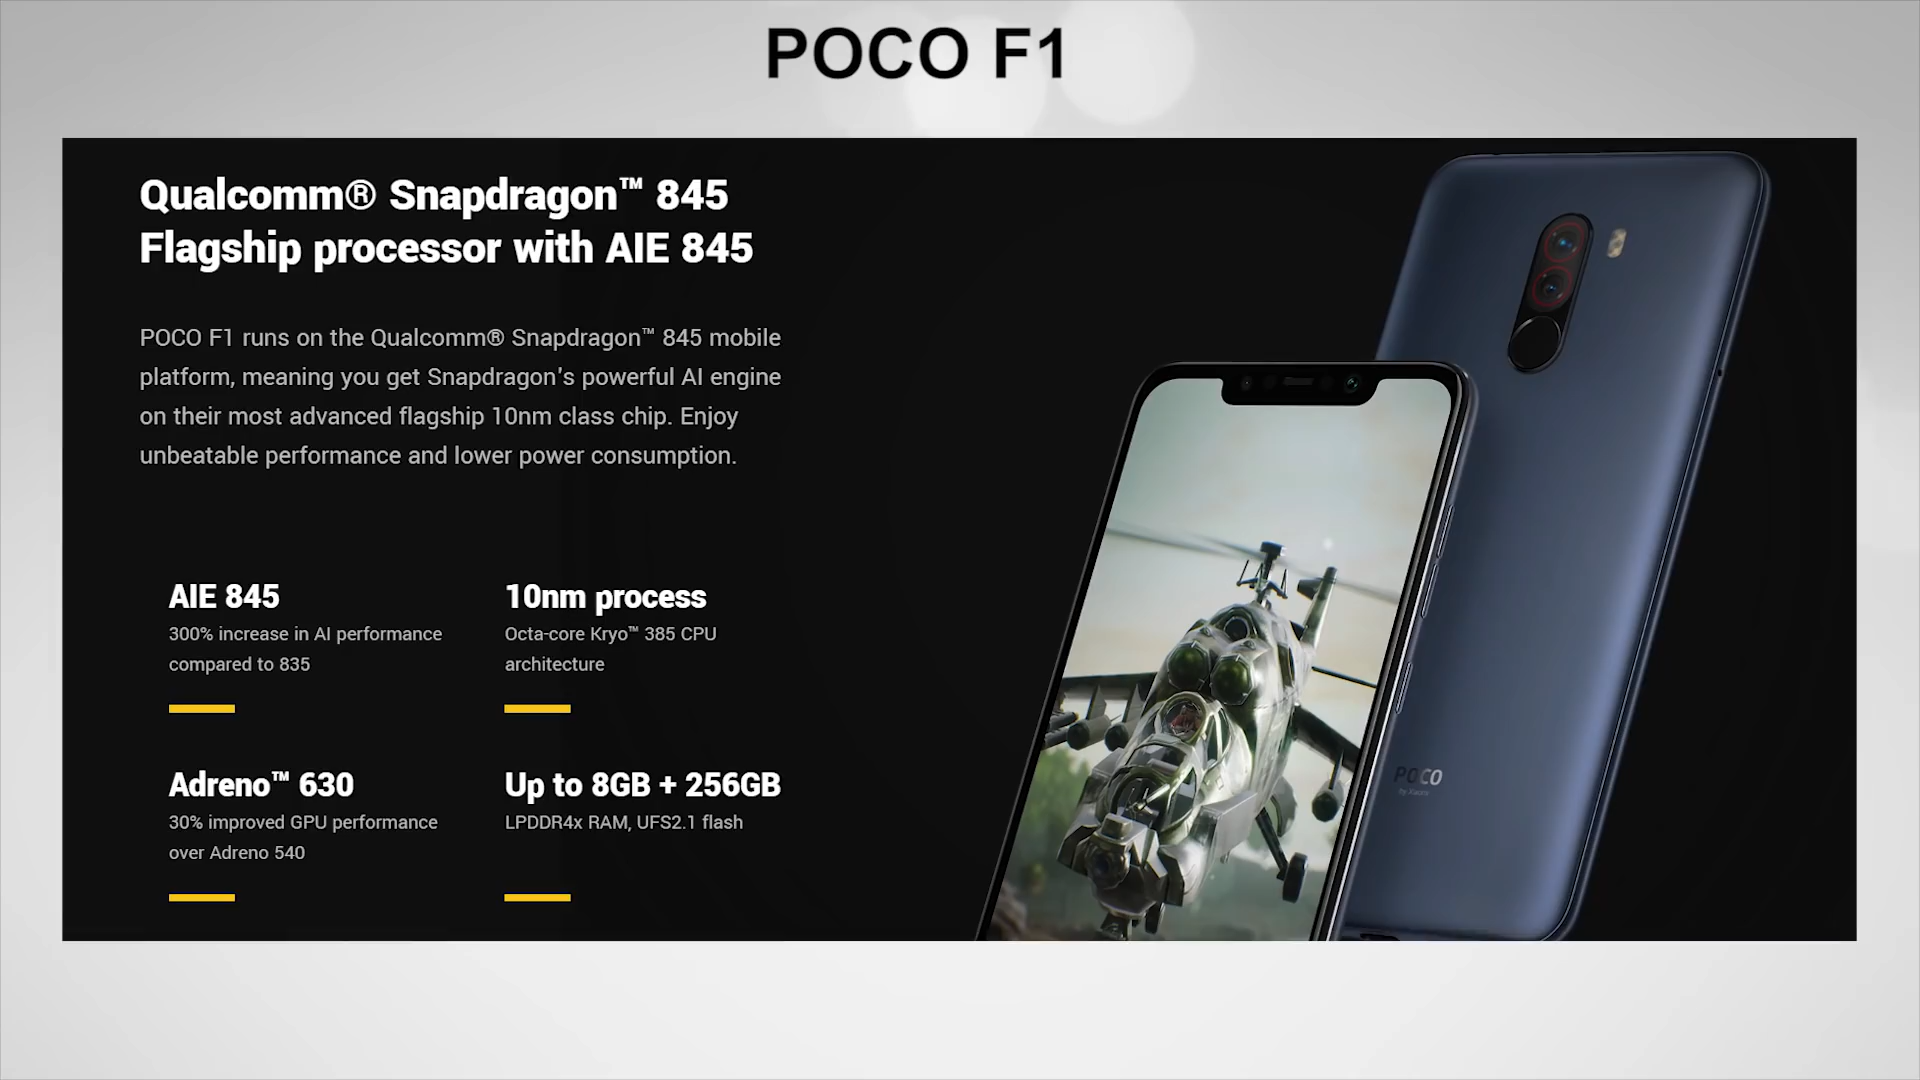 POCO F1
Qualcomm® Snapdragon™ 845
Flagship processor with AIE 845
POCO F1 runs on the Qualcomm® Snapdragon™ 845 mobile
platform, meaning you get Snapdragon's powerful AI engine
on their most advanced flagship 10nm class chip. Enjoy
unbeatable performance and lower power consumption.
AIE 845
300% increase in AI performance
compared to 835
10nm process
Octa-core Kryo™ 385 CPU
architecture
Adreno™ 630
30% improved GPU performance
over Adreno 540
Up to 8GB + 256GB
LPDDR4x RAM, UFS2.1 flash
POCO
by Xiaomi